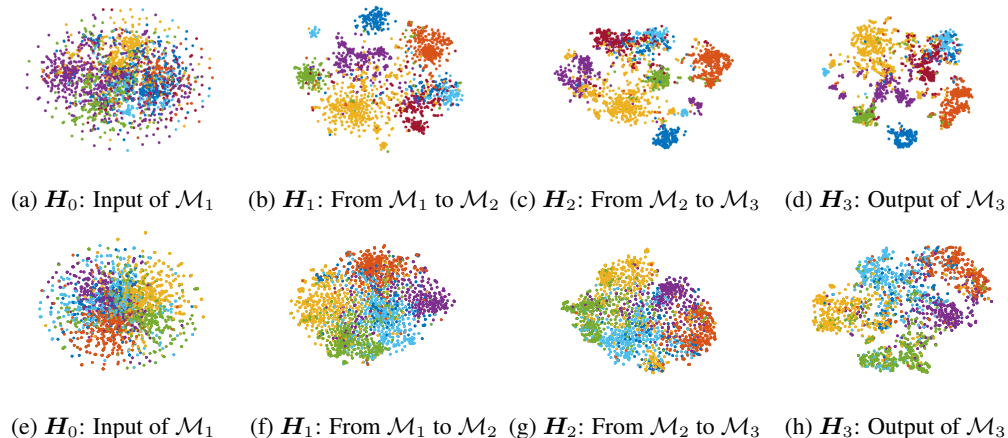 (a) H₀: Input of ℳ₁ (b) H₁: From ℳ₁ to ℳ₂ (c) H₂: From ℳ₂ to ℳ₃ (d) H₃: Output of ℳ₃
(e) H₀: Input of ℳ₁ (f) H₁: From ℳ₁ to ℳ₂ (g) H₂: From ℳ₂ to ℳ₃ (h) H₃: Output of ℳ₃